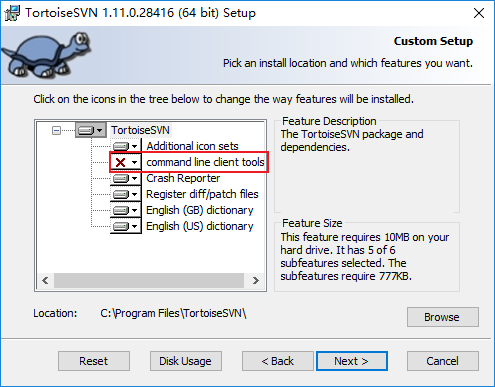 TortoiseSVN 1.11.0.28416 (64 bit) Setup
Custom Setup
Pick an install location and which features you want.
Click on the icons in the tree below to change the way features will be installed.
TortoiseSVN
Additional icon sets
command line client tools
Crash Reporter
Register diff/patch files
English (GB) dictionary
English (US) dictionary
Feature Description
The TortoiseSVN package and
dependencies.
Feature Size
This feature requires 10MB on your
hard drive. It has 5 of 6
subfeatures selected. The
subfeatures require 777KB.
Location: C:\Program Files\TortoiseSVN\
Browse
Reset Disk Usage < Back Next > Cancel